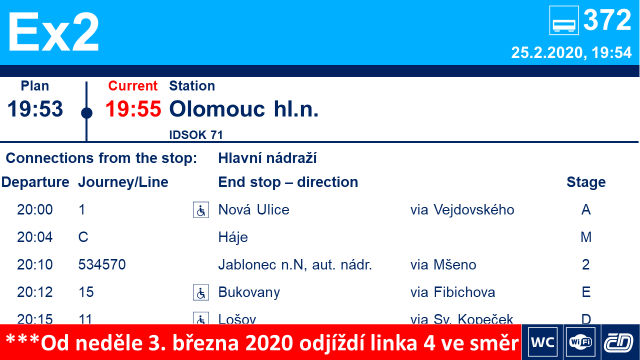 Ex2
372
25.2.2020, 19:54
Plan Current Station
19:53 19:55 Olomouc hl.n.
IDSOK 71
Connections from the stop: Hlavní nádraží
Departure Journey/Line End stop – direction Stage
20:00 1 Nová Ulice via Vejdovského A
20:04 C Háje M
20:10 534570 Jablonec n.N, aut. nádr. via Mšeno 2
20:12 15 Bukovany via Fibichova E
20:15 11 Lošov via Sv. Kopeček D
***Od neděle 3. března 2020 odjíždí linka 4 ve směr
WC WiFi ČD